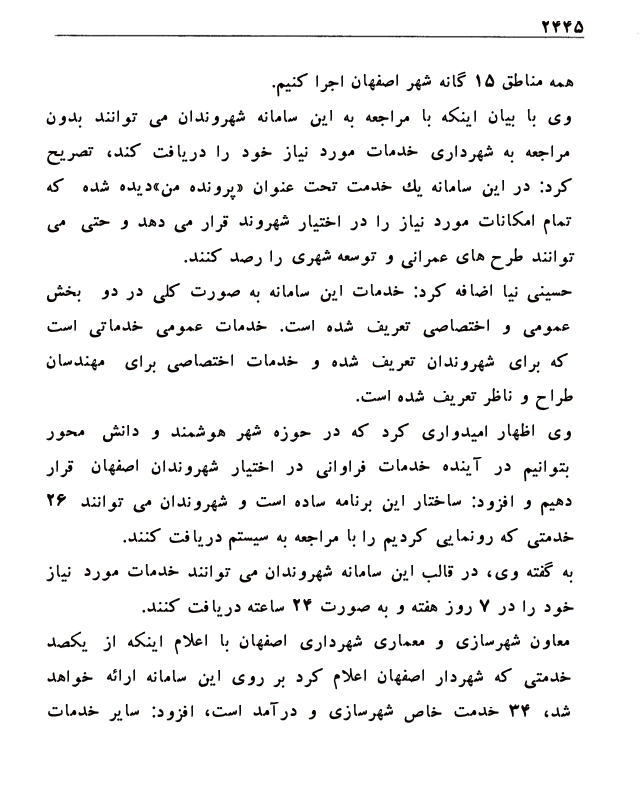 ۲۴۴۵
همه مناطق ۱۵ گانه شهر اصفهان اجرا کنیم.
وی با بیان اینکه با مراجعه به این سامانه شهروندان می توانند بدون
مراجعه به شهرداری خدمات مورد نیاز خود را دریافت کند، تصریح
کرد: در این سامانه یك خدمت تحت عنوان «پرونده من»دیده شده که
تمام امکانات مورد نیاز را در اختیار شهروند قرار می دهد و حتی می
توانند طرح های عمرانی و توسعه شهری را رصد کنند.
حسینی نیا اضافه کرد: خدمات این سامانه به صورت کلی در دو بخش
عمومی و اختصاصی تعریف شده است. خدمات عمومی خدماتی است
که برای شهروندان تعریف شده و خدمات اختصاصی برای مهندسان
طراح و ناظر تعریف شده است.
وی اظهار امیدواری کرد که در حوزه شهر هوشمند و دانش محور
بتوانیم در آینده خدمات فراوانی در اختیار شهروندان اصفهان قرار
دهیم و افزود: ساختار این برنامه ساده است و شهروندان می توانند ۲۶
خدمتی که رونمایی کردیم را با مراجعه به سیستم دریافت کنند.
به گفته وی، در قالب این سامانه شهروندان می توانند خدمات مورد نیاز
خود را در ۷ روز هفته و به صورت ۲۴ ساعته دریافت کنند.
معاون شهرسازی و معماری شهرداری اصفهان با اعلام اینکه از یکصد
خدمتی که شهردار اصفهان اعلام کرد بر روی این سامانه ارائه خواهد
شد، ۳۴ خدمت خاص شهرسازی و درآمد است، افزود: سایر خدمات